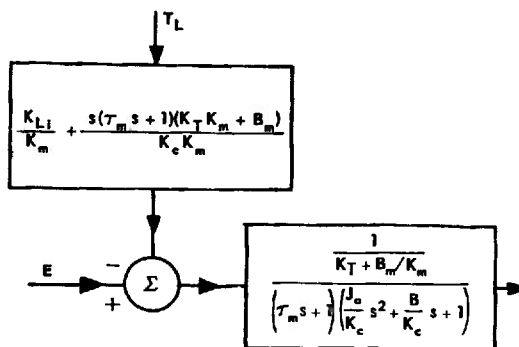 T_L
K_Li/K_m + s(τ_m s + 1)(K_T K_m + B_m)/K_c K_m
E
−
+
Σ
1/(K_T + B_m/K_m)
(τ_m s + 1)(J_a/K_c s² + B/K_c s + 1)